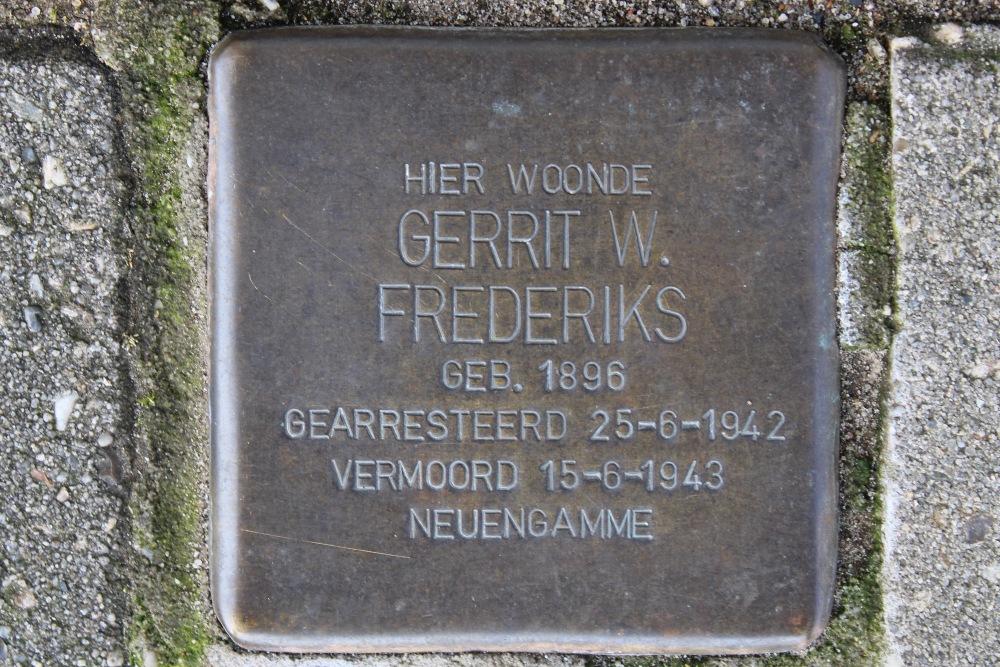 HIER WOONDE
GERRIT W.
FREDERIKS
GEB. 1896
GEARRESTEERD 25-6-1942
VERMOORD 15-6-1943
NEUENGAMME